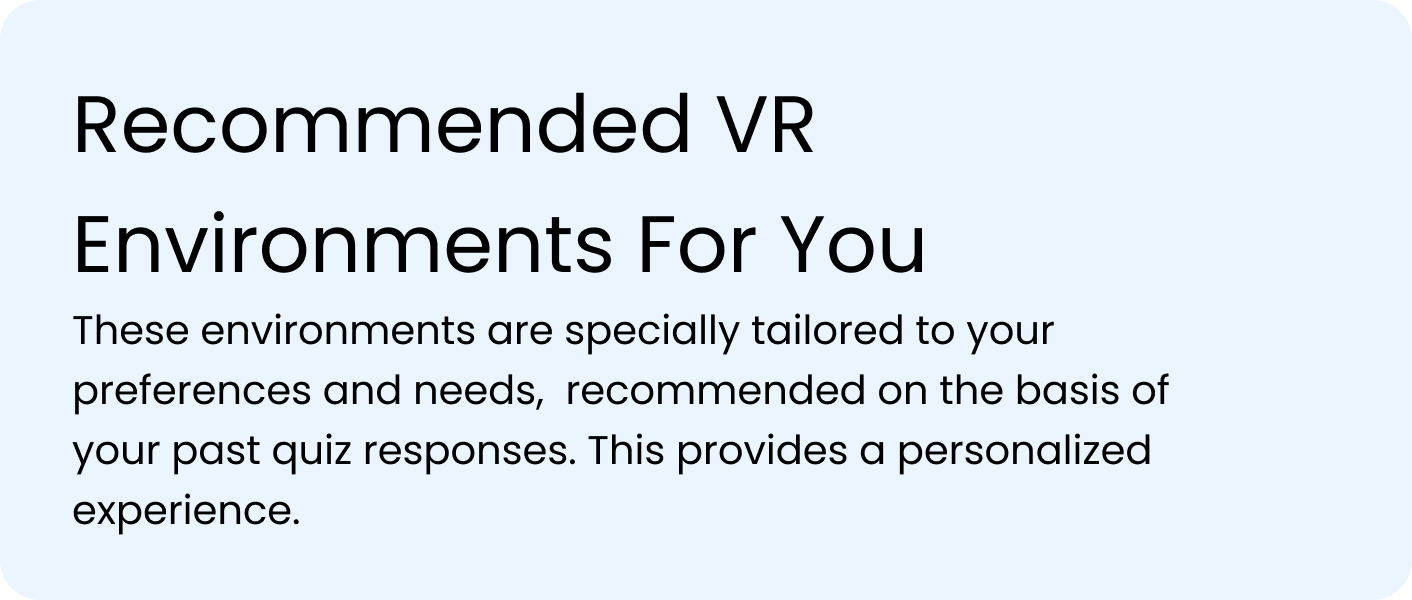 Recommended VR
Environments For You
These environments are specially tailored to your
preferences and needs,  recommended on the basis of
your past quiz responses. This provides a personalized
experience.